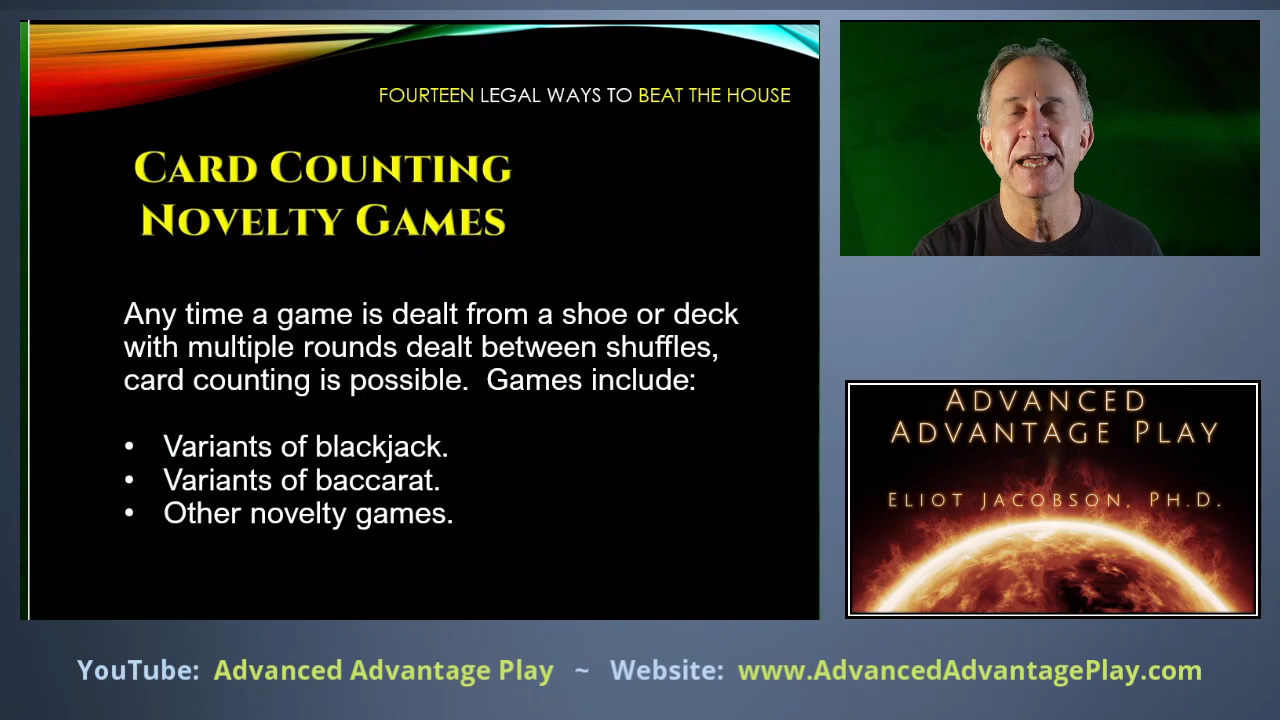 FOURTEEN LEGAL WAYS TO BEAT THE HOUSE
CARD COUNTING
NOVELTY GAMES
Any time a game is dealt from a shoe or deck
with multiple rounds dealt between shuffles,
card counting is possible.  Games include:
• Variants of blackjack.
• Variants of baccarat.
• Other novelty games.
ADVANCED
ADVANTAGE PLAY
ELIOT JACOBSON, PH.D.
YouTube: Advanced Advantage Play ~ Website: www.AdvancedAdvantagePlay.com